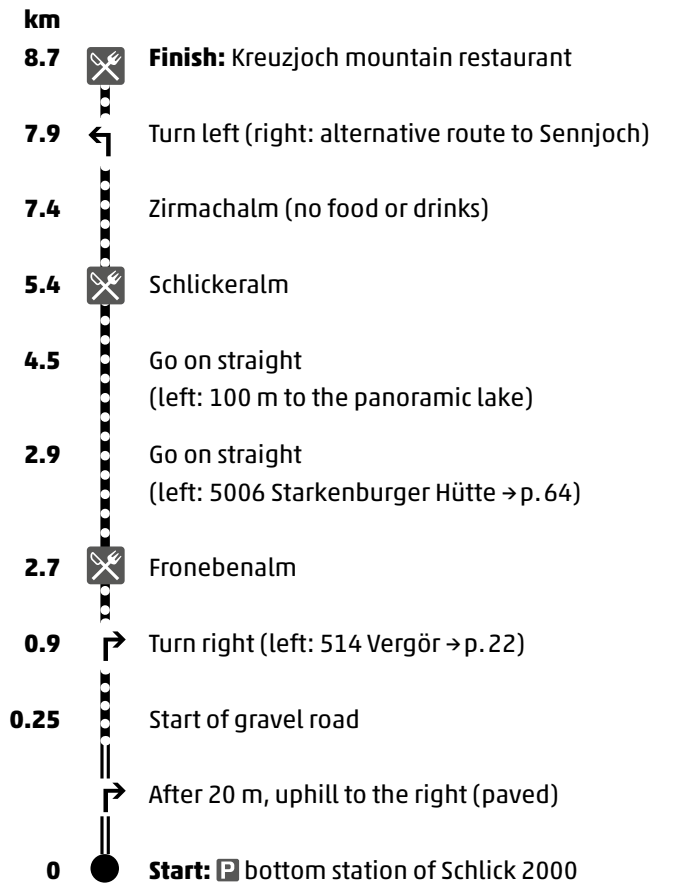 km
8.7 Finish: Kreuzjoch mountain restaurant
7.9 Turn left (right: alternative route to Sennjoch)
7.4 Zirmachalm (no food or drinks)
5.4 Schlickeralm
4.5 Go on straight
(left: 100 m to the panoramic lake)
2.9 Go on straight
(left: 5006 Starkenburger Hütte → p. 64)
2.7 Fronebenalm
0.9 Turn right (left: 514 Vergör → p. 22)
0.25 Start of gravel road
After 20 m, uphill to the right (paved)
0 Start: P bottom station of Schlick 2000